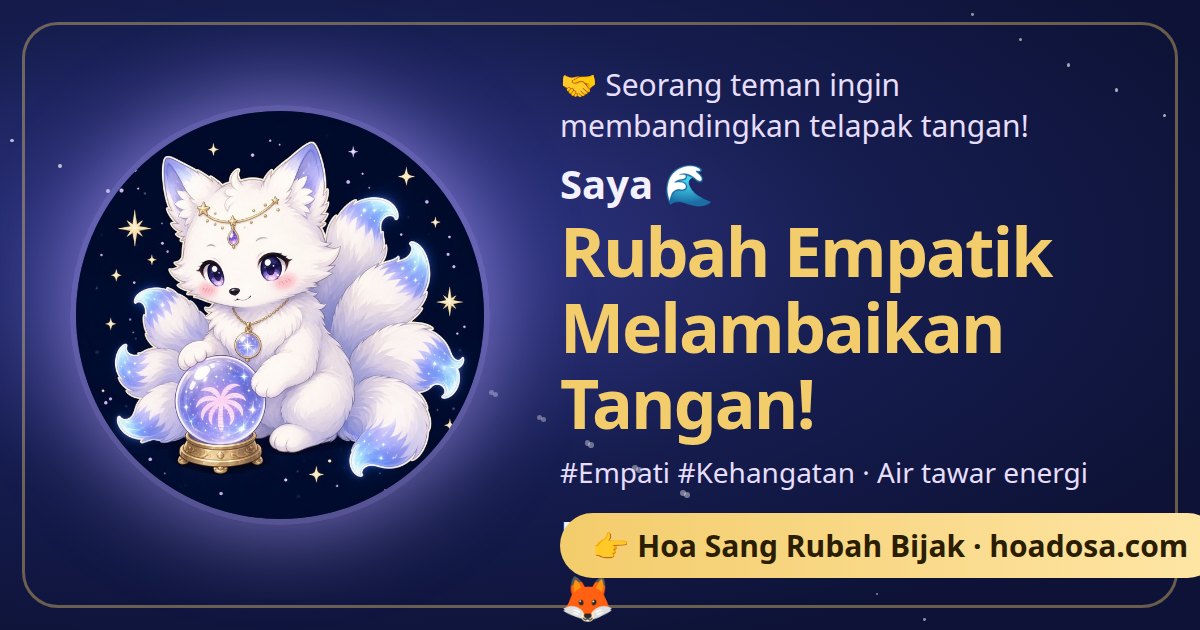 🤝 Seorang teman ingin
membandingkan telapak tangan!
Saya 🌊
Rubah Empatik
Melambaikan
Tangan!
#Empati #Kehangatan · Air tawar energi
👉 Hoa Sang Rubah Bijak · hoadosa.com
🦊